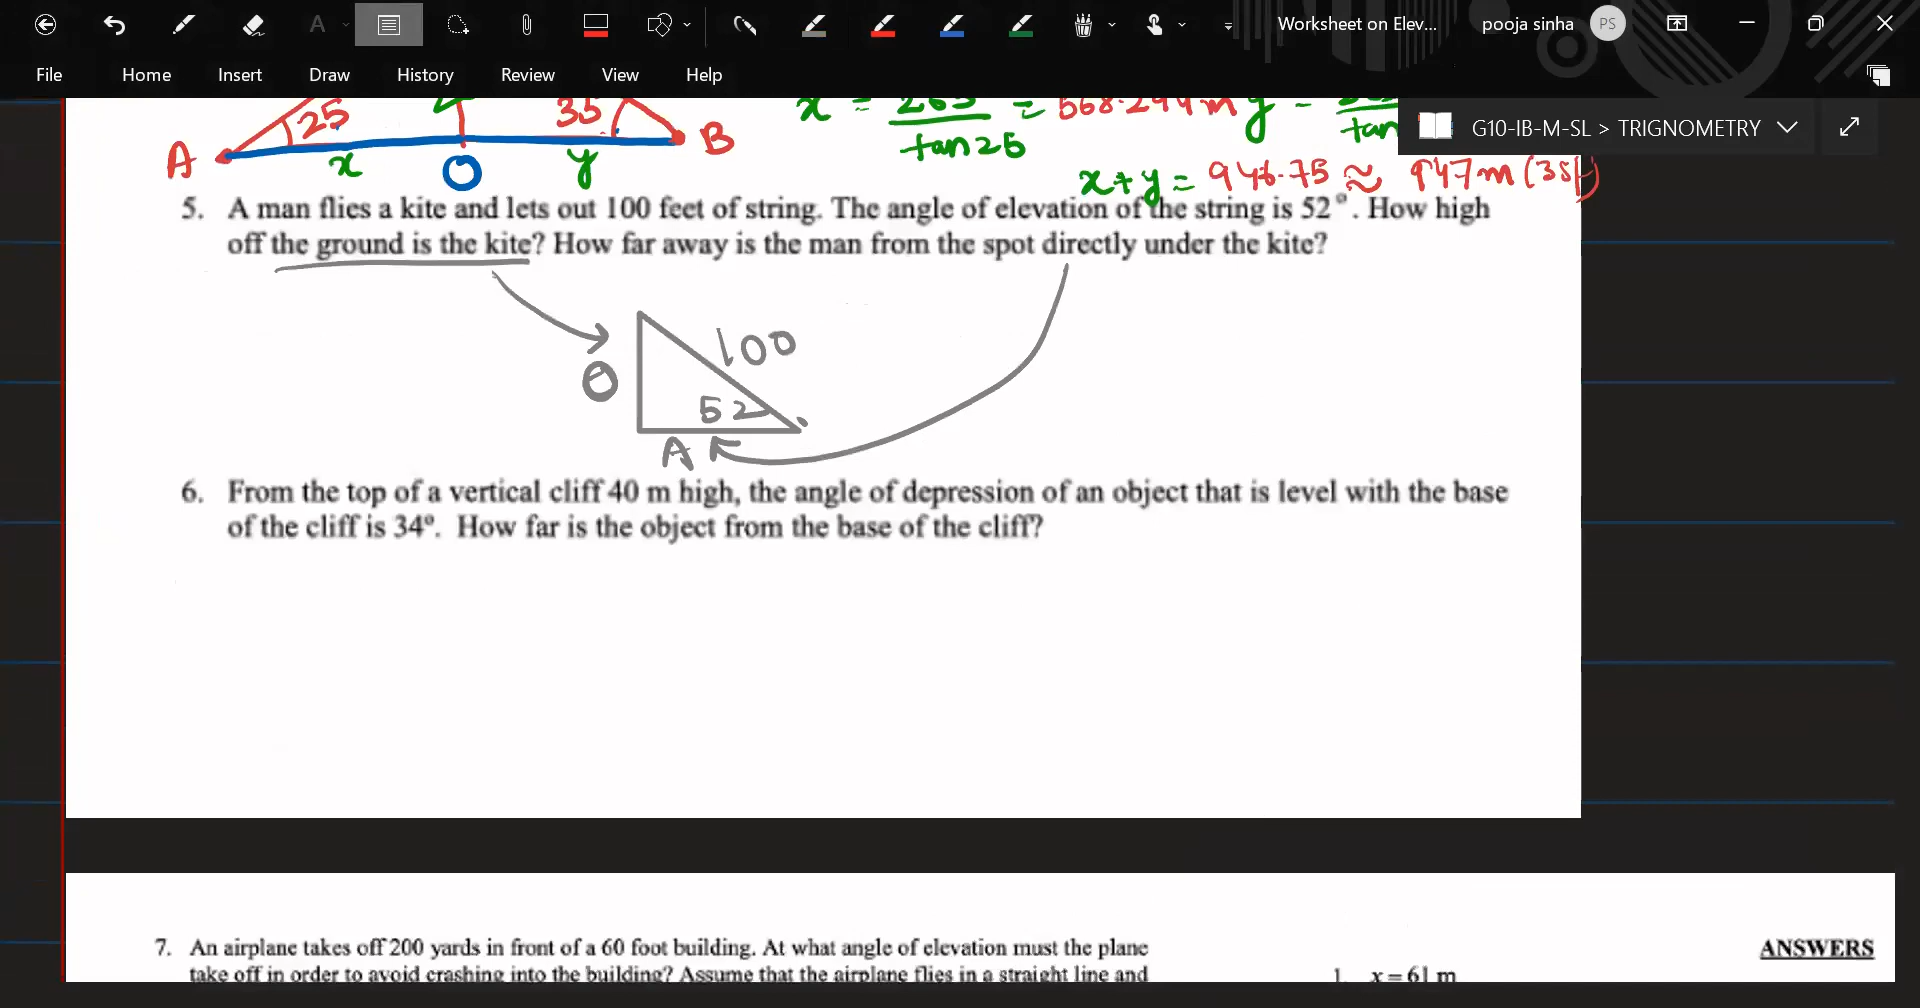 Worksheet on Elev... pooja sinha PS
File Home Insert Draw History Review View Help
G10-IB-M-SL > TRIGNOMETRY
25 35 x = 265 = 568.294m y =
A x O y B tan25 tan
x+y = 946.75 ≈ 947m (3sf)
5. A man flies a kite and lets out 100 feet of string. The angle of elevation of the string is 52°. How high
off the ground is the kite? How far away is the man from the spot directly under the kite?
100
O
52
A
6. From the top of a vertical cliff 40 m high, the angle of depression of an object that is level with the base
of the cliff is 34º. How far is the object from the base of the cliff?
7. An airplane takes off 200 yards in front of a 60 foot building. At what angle of elevation must the plane
take off in order to avoid crashing into the building? Assume that the airplane flies in a straight line and
ANSWERS
1. x = 61 m